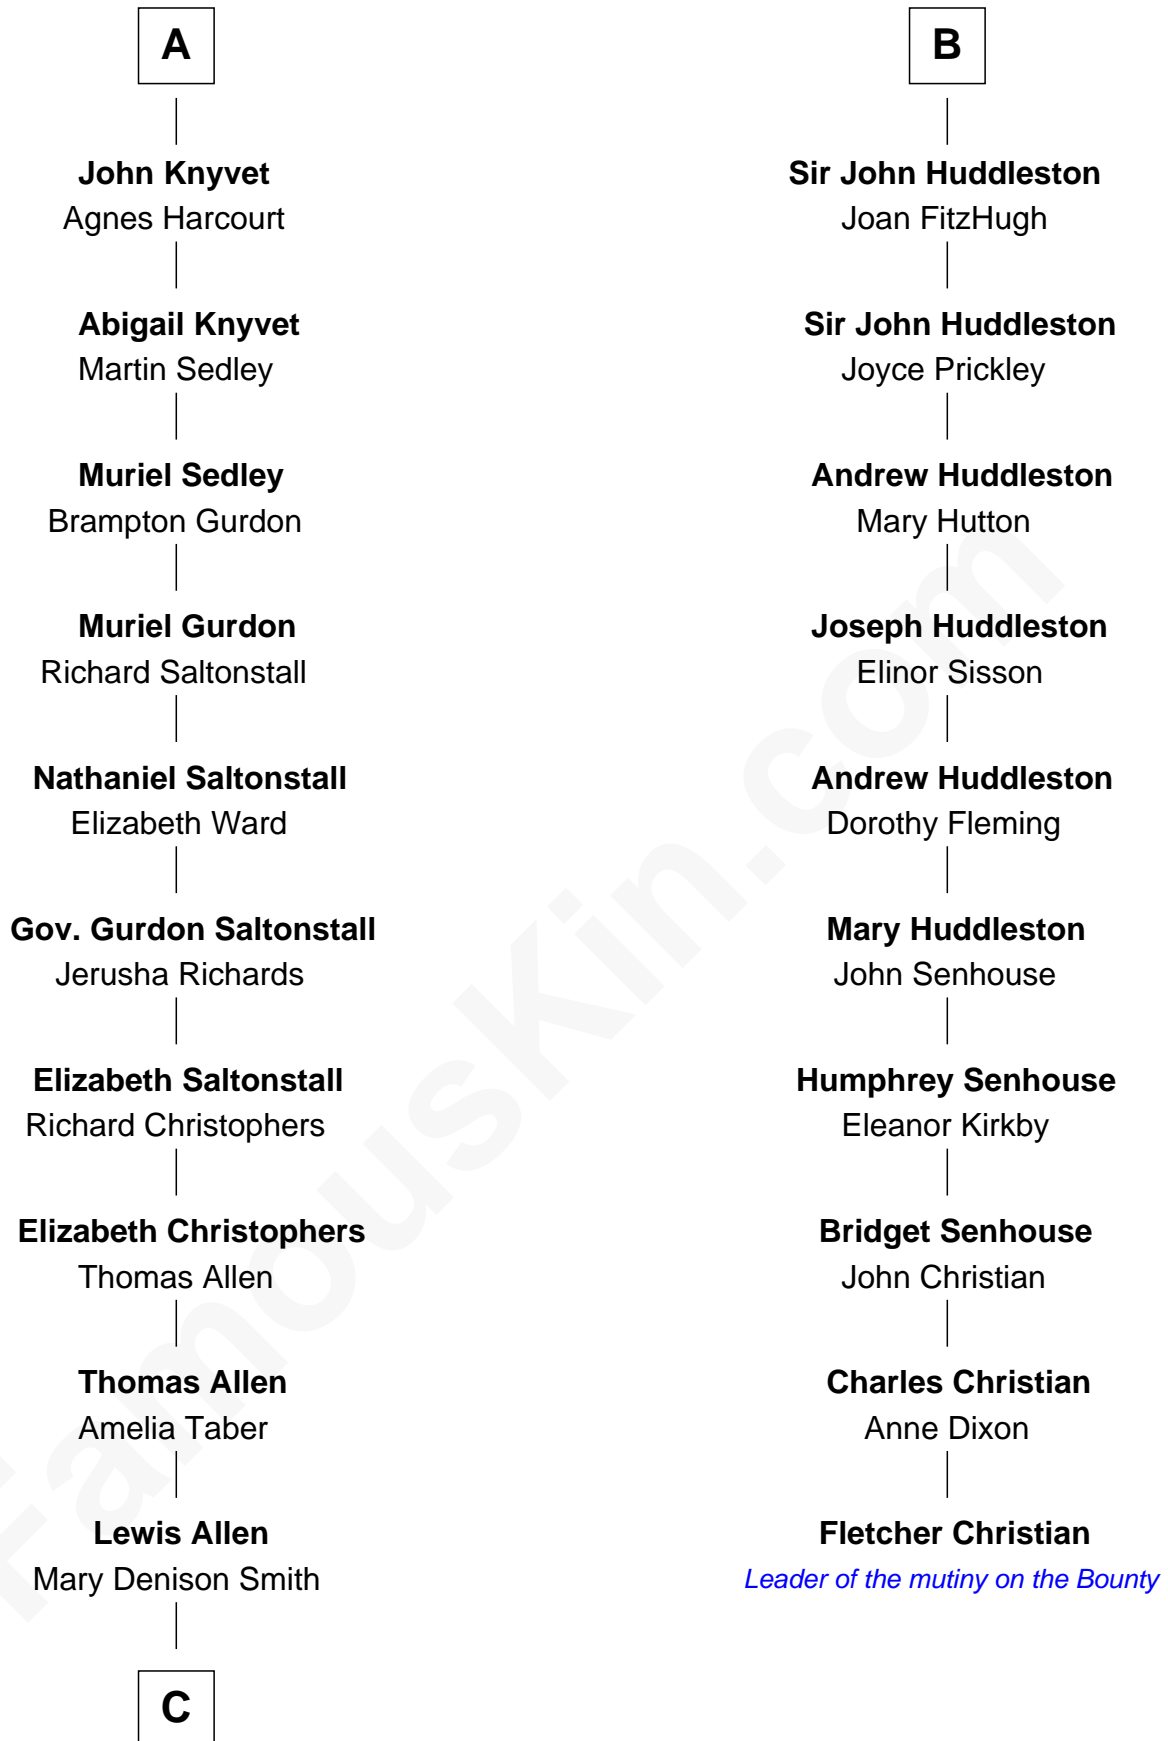 A
John Knyvet
Agnes Harcourt
Abigail Knyvet
Martin Sedley
Muriel Sedley
Brampton Gurdon
Muriel Gurdon
Richard Saltonstall
Nathaniel Saltonstall
Elizabeth Ward
Gov. Gurdon Saltonstall
Jerusha Richards
Elizabeth Saltonstall
Richard Christophers
Elizabeth Christophers
Thomas Allen
Thomas Allen
Amelia Taber
Lewis Allen
Mary Denison Smith
C
B
Sir John Huddleston
Joan FitzHugh
Sir John Huddleston
Joyce Prickley
Andrew Huddleston
Mary Hutton
Joseph Huddleston
Elinor Sisson
Andrew Huddleston
Dorothy Fleming
Mary Huddleston
John Senhouse
Humphrey Senhouse
Eleanor Kirkby
Bridget Senhouse
John Christian
Charles Christian
Anne Dixon
Fletcher Christian
Leader of the mutiny on the Bounty
FamousKin.com